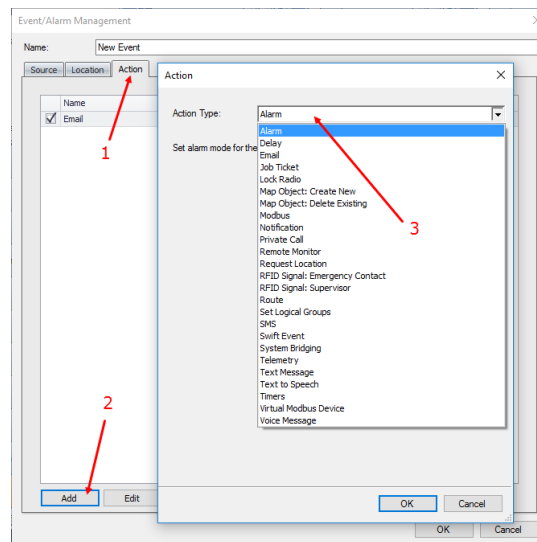 Event/Alarm Management
Name: New Event
Source Location Action
Name
Email
1
Action
Action Type: Alarm
Set alarm mode for the
Alarm
Delay
Email
Job Ticket
Lock Radio
Map Object: Create New
Map Object: Delete Existing
Modbus
Notification
Private Call
Remote Monitor
Request Location
RFID Signal: Emergency Contact
RFID Signal: Supervisor
Route
Set Logical Groups
SMS
Swift Event
System Bridging
Telemetry
Text Message
Text to Speech
Timers
Virtual Modbus Device
Voice Message
3
2
Add Edit
OK Cancel
OK Cancel